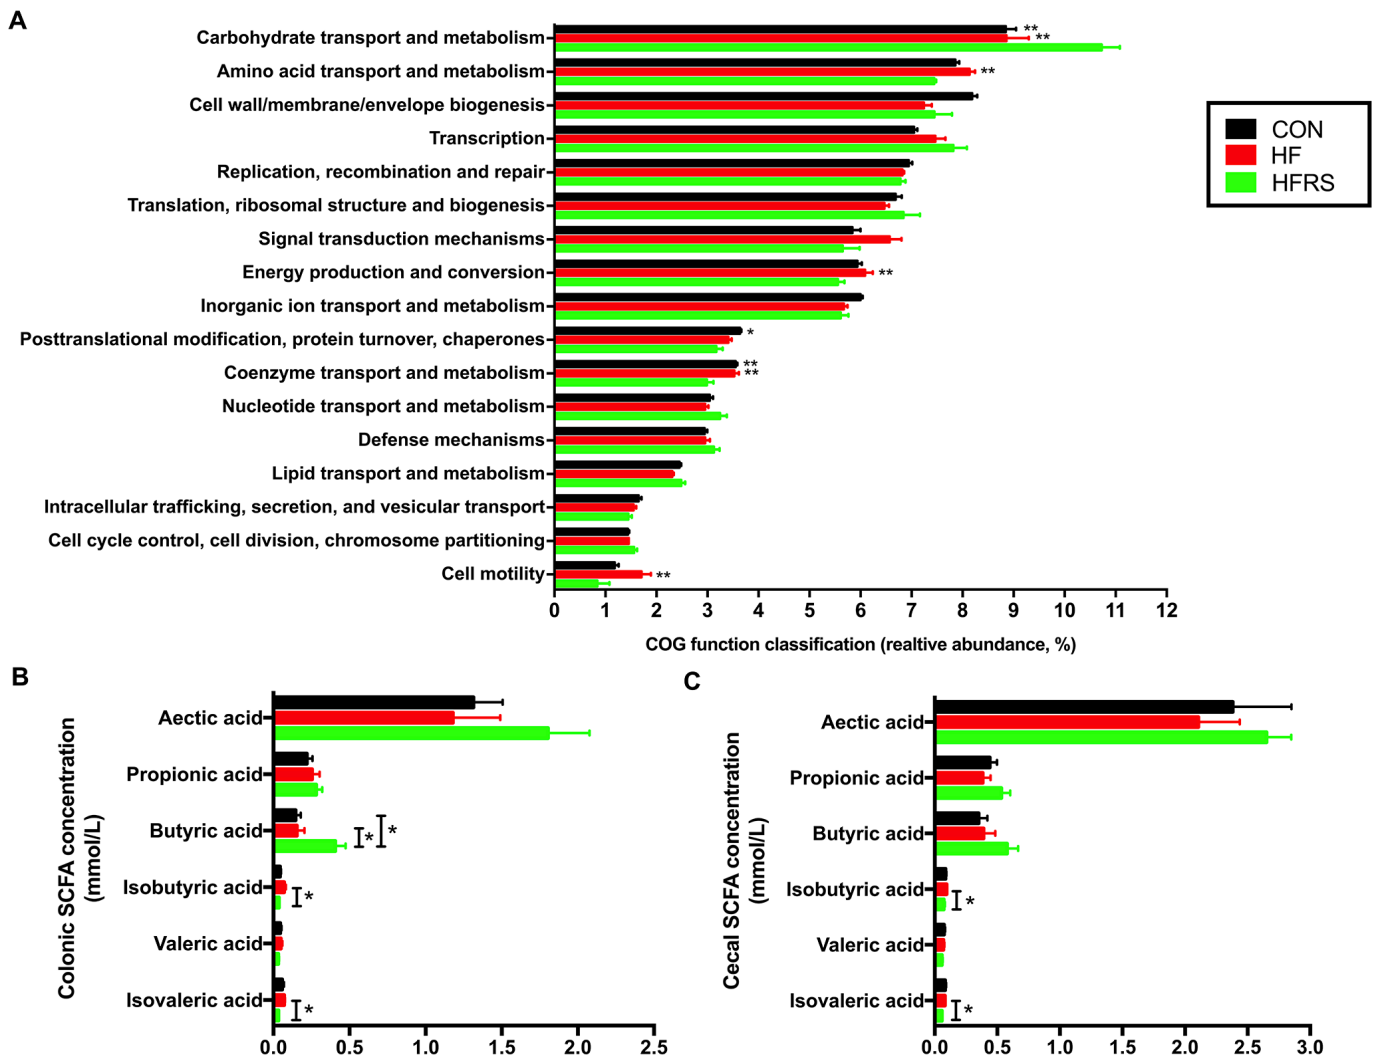 A
Carbohydrate transport and metabolism
**
**
Amino acid transport and metabolism
**
Cell wall/membrane/envelope biogenesis
Transcription
Replication, recombination and repair
Translation, ribosomal structure and biogenesis
Signal transduction mechanisms
Energy production and conversion
**
Inorganic ion transport and metabolism
Posttranslational modification, protein turnover, chaperones
*
Coenzyme transport and metabolism
**
**
Nucleotide transport and metabolism
Defense mechanisms
Lipid transport and metabolism
Intracellular trafficking, secretion, and vesicular transport
Cell cycle control, cell division, chromosome partitioning
Cell motility
**
0 1 2 3 4 5 6 7 8 9 10 11 12
COG function classification (realtive abundance, %)
CON
HF
HFRS
B
Colonic SCFA concentration
(mmol/L)
Aectic acid
Propionic acid
Butyric acid
* *
Isobutyric acid
*
Valeric acid
Isovaleric acid
*
0.0 0.5 1.0 1.5 2.0 2.5
C
Cecal SCFA concentration
(mmol/L)
Aectic acid
Propionic acid
Butyric acid
Isobutyric acid
*
Valeric acid
Isovaleric acid
*
0.0 0.5 1.0 1.5 2.0 2.5 3.0